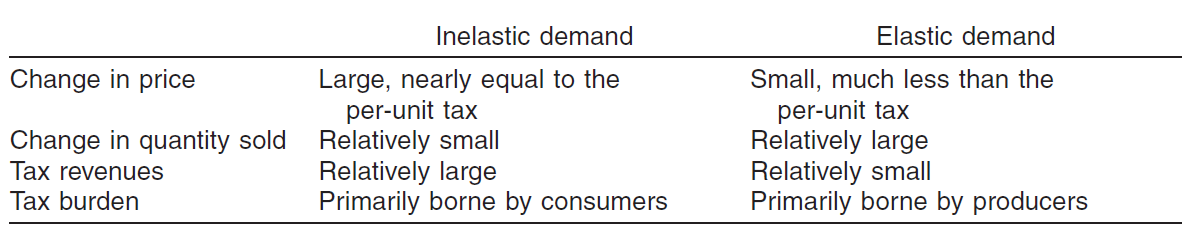 Inelastic demand Elastic demand
Change in price Large, nearly equal to the Small, much less than the
per-unit tax per-unit tax
Change in quantity sold Relatively small Relatively large
Tax revenues Relatively large Relatively small
Tax burden Primarily borne by consumers Primarily borne by producers